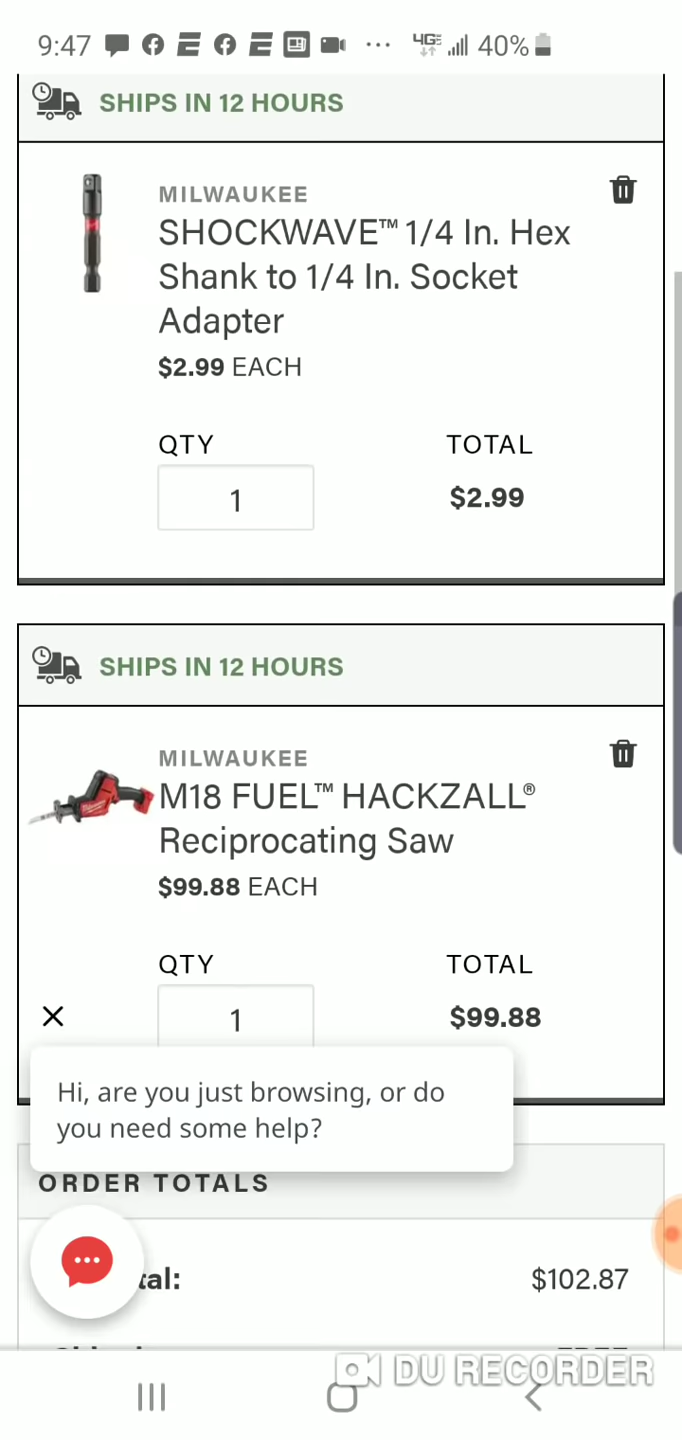 9:47 4GE 40%
SHIPS IN 12 HOURS
MILWAUKEE
SHOCKWAVE™ 1/4 In. Hex
Shank to 1/4 In. Socket
Adapter
$2.99 EACH
QTY TOTAL
1 $2.99
SHIPS IN 12 HOURS
MILWAUKEE
M18 FUEL™ HACKZALL®
Reciprocating Saw
$99.88 EACH
QTY TOTAL
1 $99.88
Hi, are you just browsing, or do
you need some help?
ORDER TOTALS
tal: $102.87
DU RECORDER